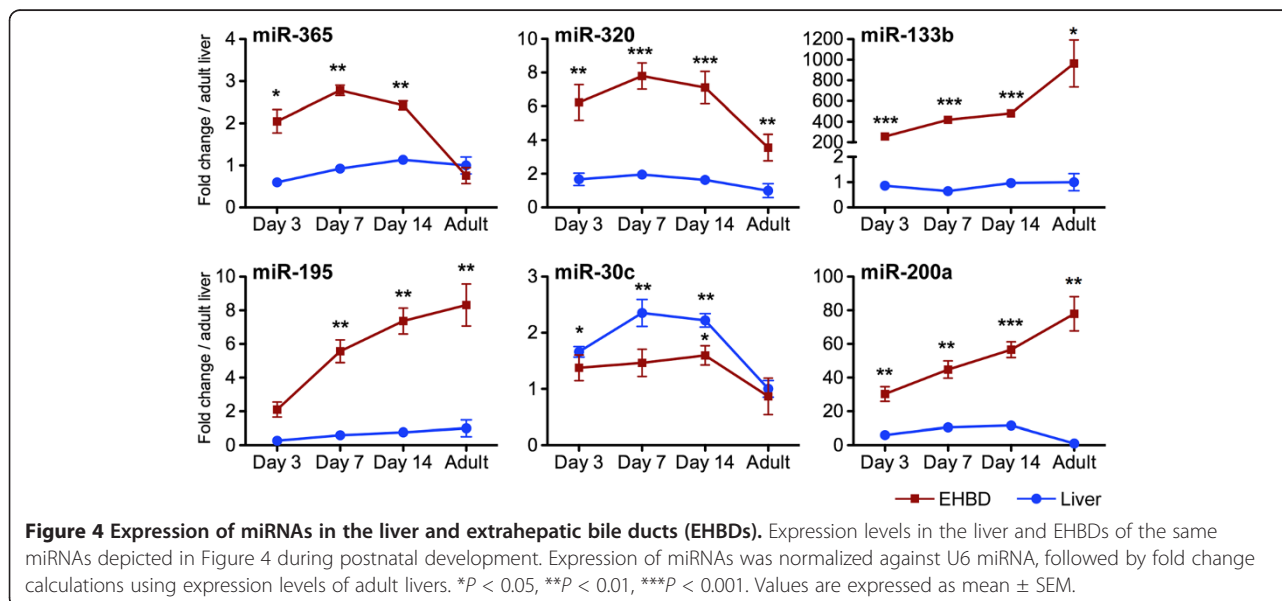 miR-365
miR-320
miR-133b
Fold change / adult liver
4
3
2
1
0
* ** **
Day 3 Day 7 Day 14 Adult
10
8
6
4
2
0
** *** *** **
Day 3 Day 7 Day 14 Adult
1200
1000
800
600
400
200
2
1
0
*** *** *** *
Day 3 Day 7 Day 14 Adult
miR-195
miR-30c
miR-200a
Fold change / adult liver
10
8
6
4
2
0
** ** **
Day 3 Day 7 Day 14 Adult
3
2
1
0
* ** **
*
Day 3 Day 7 Day 14 Adult
100
80
60
40
20
0
** ** *** **
Day 3 Day 7 Day 14 Adult
EHBD Liver
Figure 4 Expression of miRNAs in the liver and extrahepatic bile ducts (EHBDs). Expression levels in the liver and EHBDs of the same
miRNAs depicted in Figure 4 during postnatal development. Expression of miRNAs was normalized against U6 miRNA, followed by fold change
calculations using expression levels of adult livers. *P < 0.05, **P < 0.01, ***P < 0.001. Values are expressed as mean ± SEM.